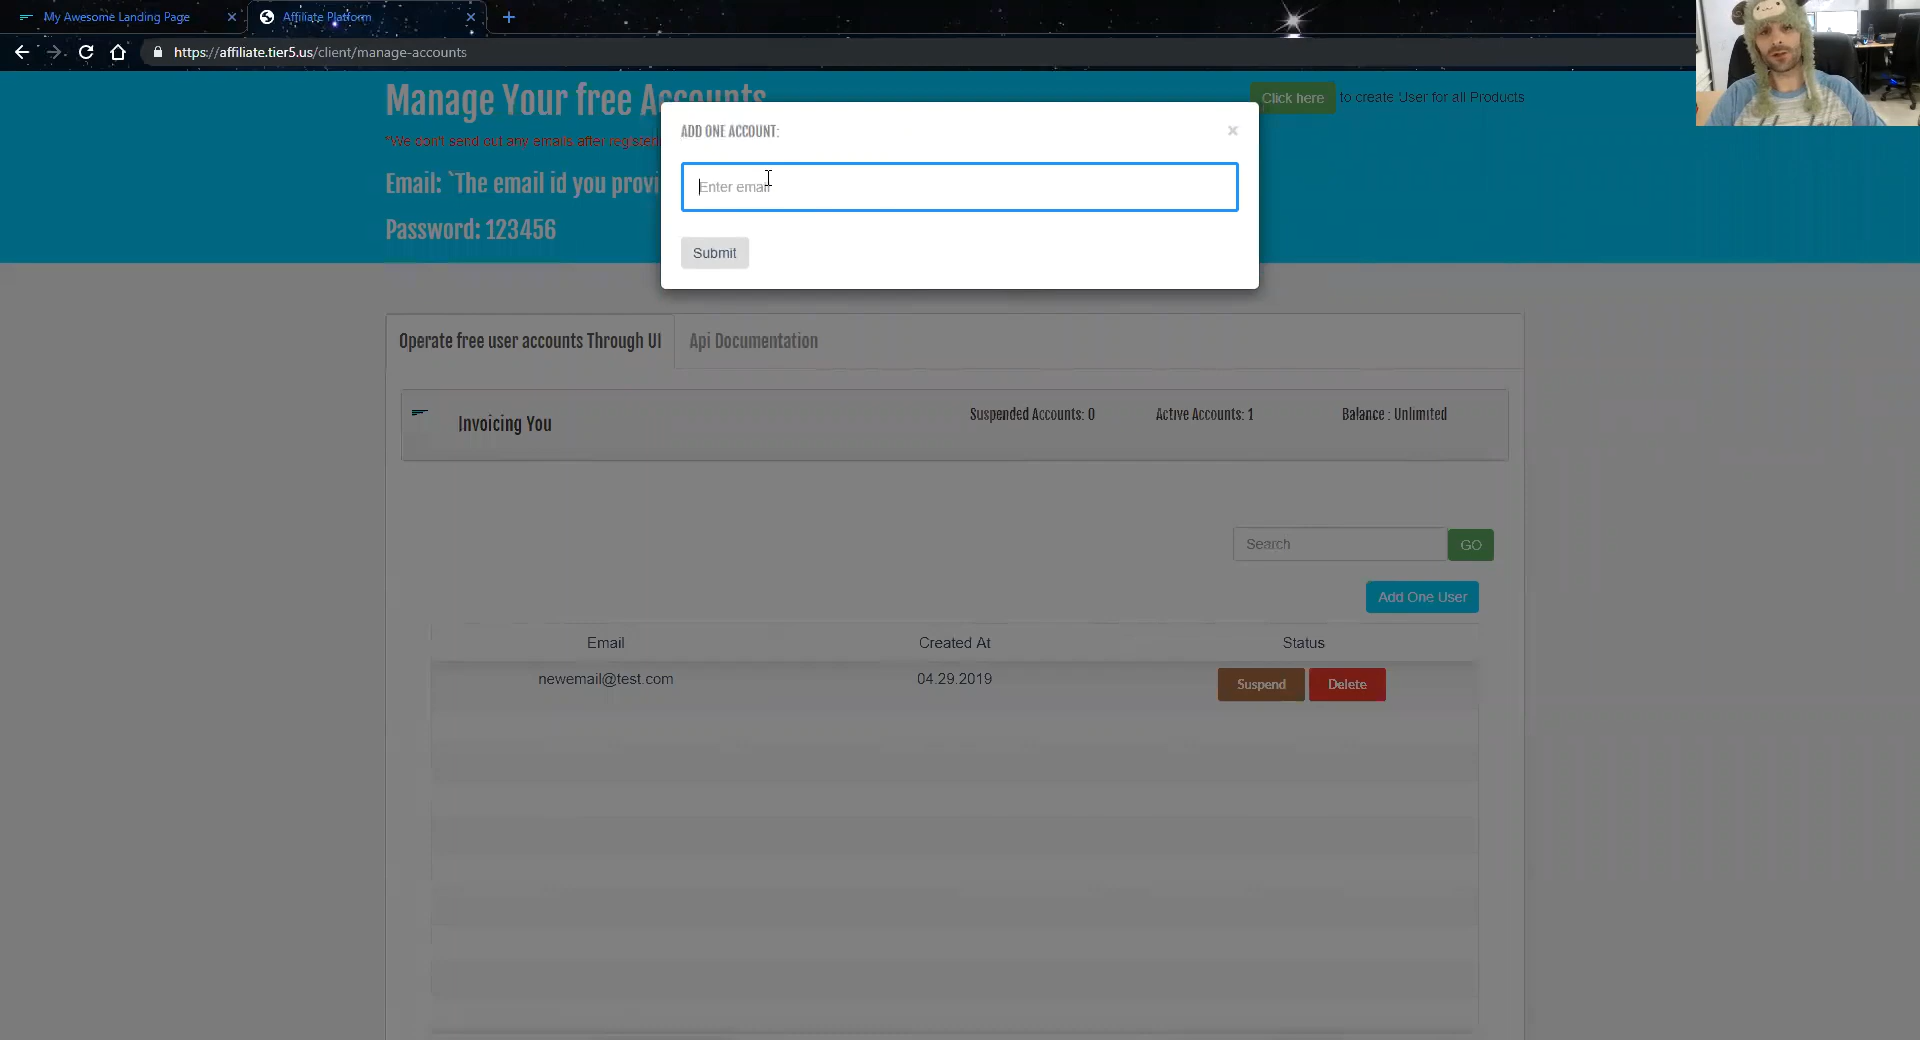 My Awesome Landing Page
Affiliate Platform
https://affiliate.tier5.us/client/manage-accounts
Manage Your free Accounts
Click here to create User for all Products
*We don't send out any emails after register
Email: `The email id you provi
Password: 123456
ADD ONE ACCOUNT:
×
Enter email
Submit
Operate free user accounts Through UI
Api Documentation
Invoicing You
Suspended Accounts: 0
Active Accounts: 1
Balance : Unlimited
Search
GO
Add One User
Email
Created At
Status
newemail@test.com
04.29.2019
Suspend
Delete